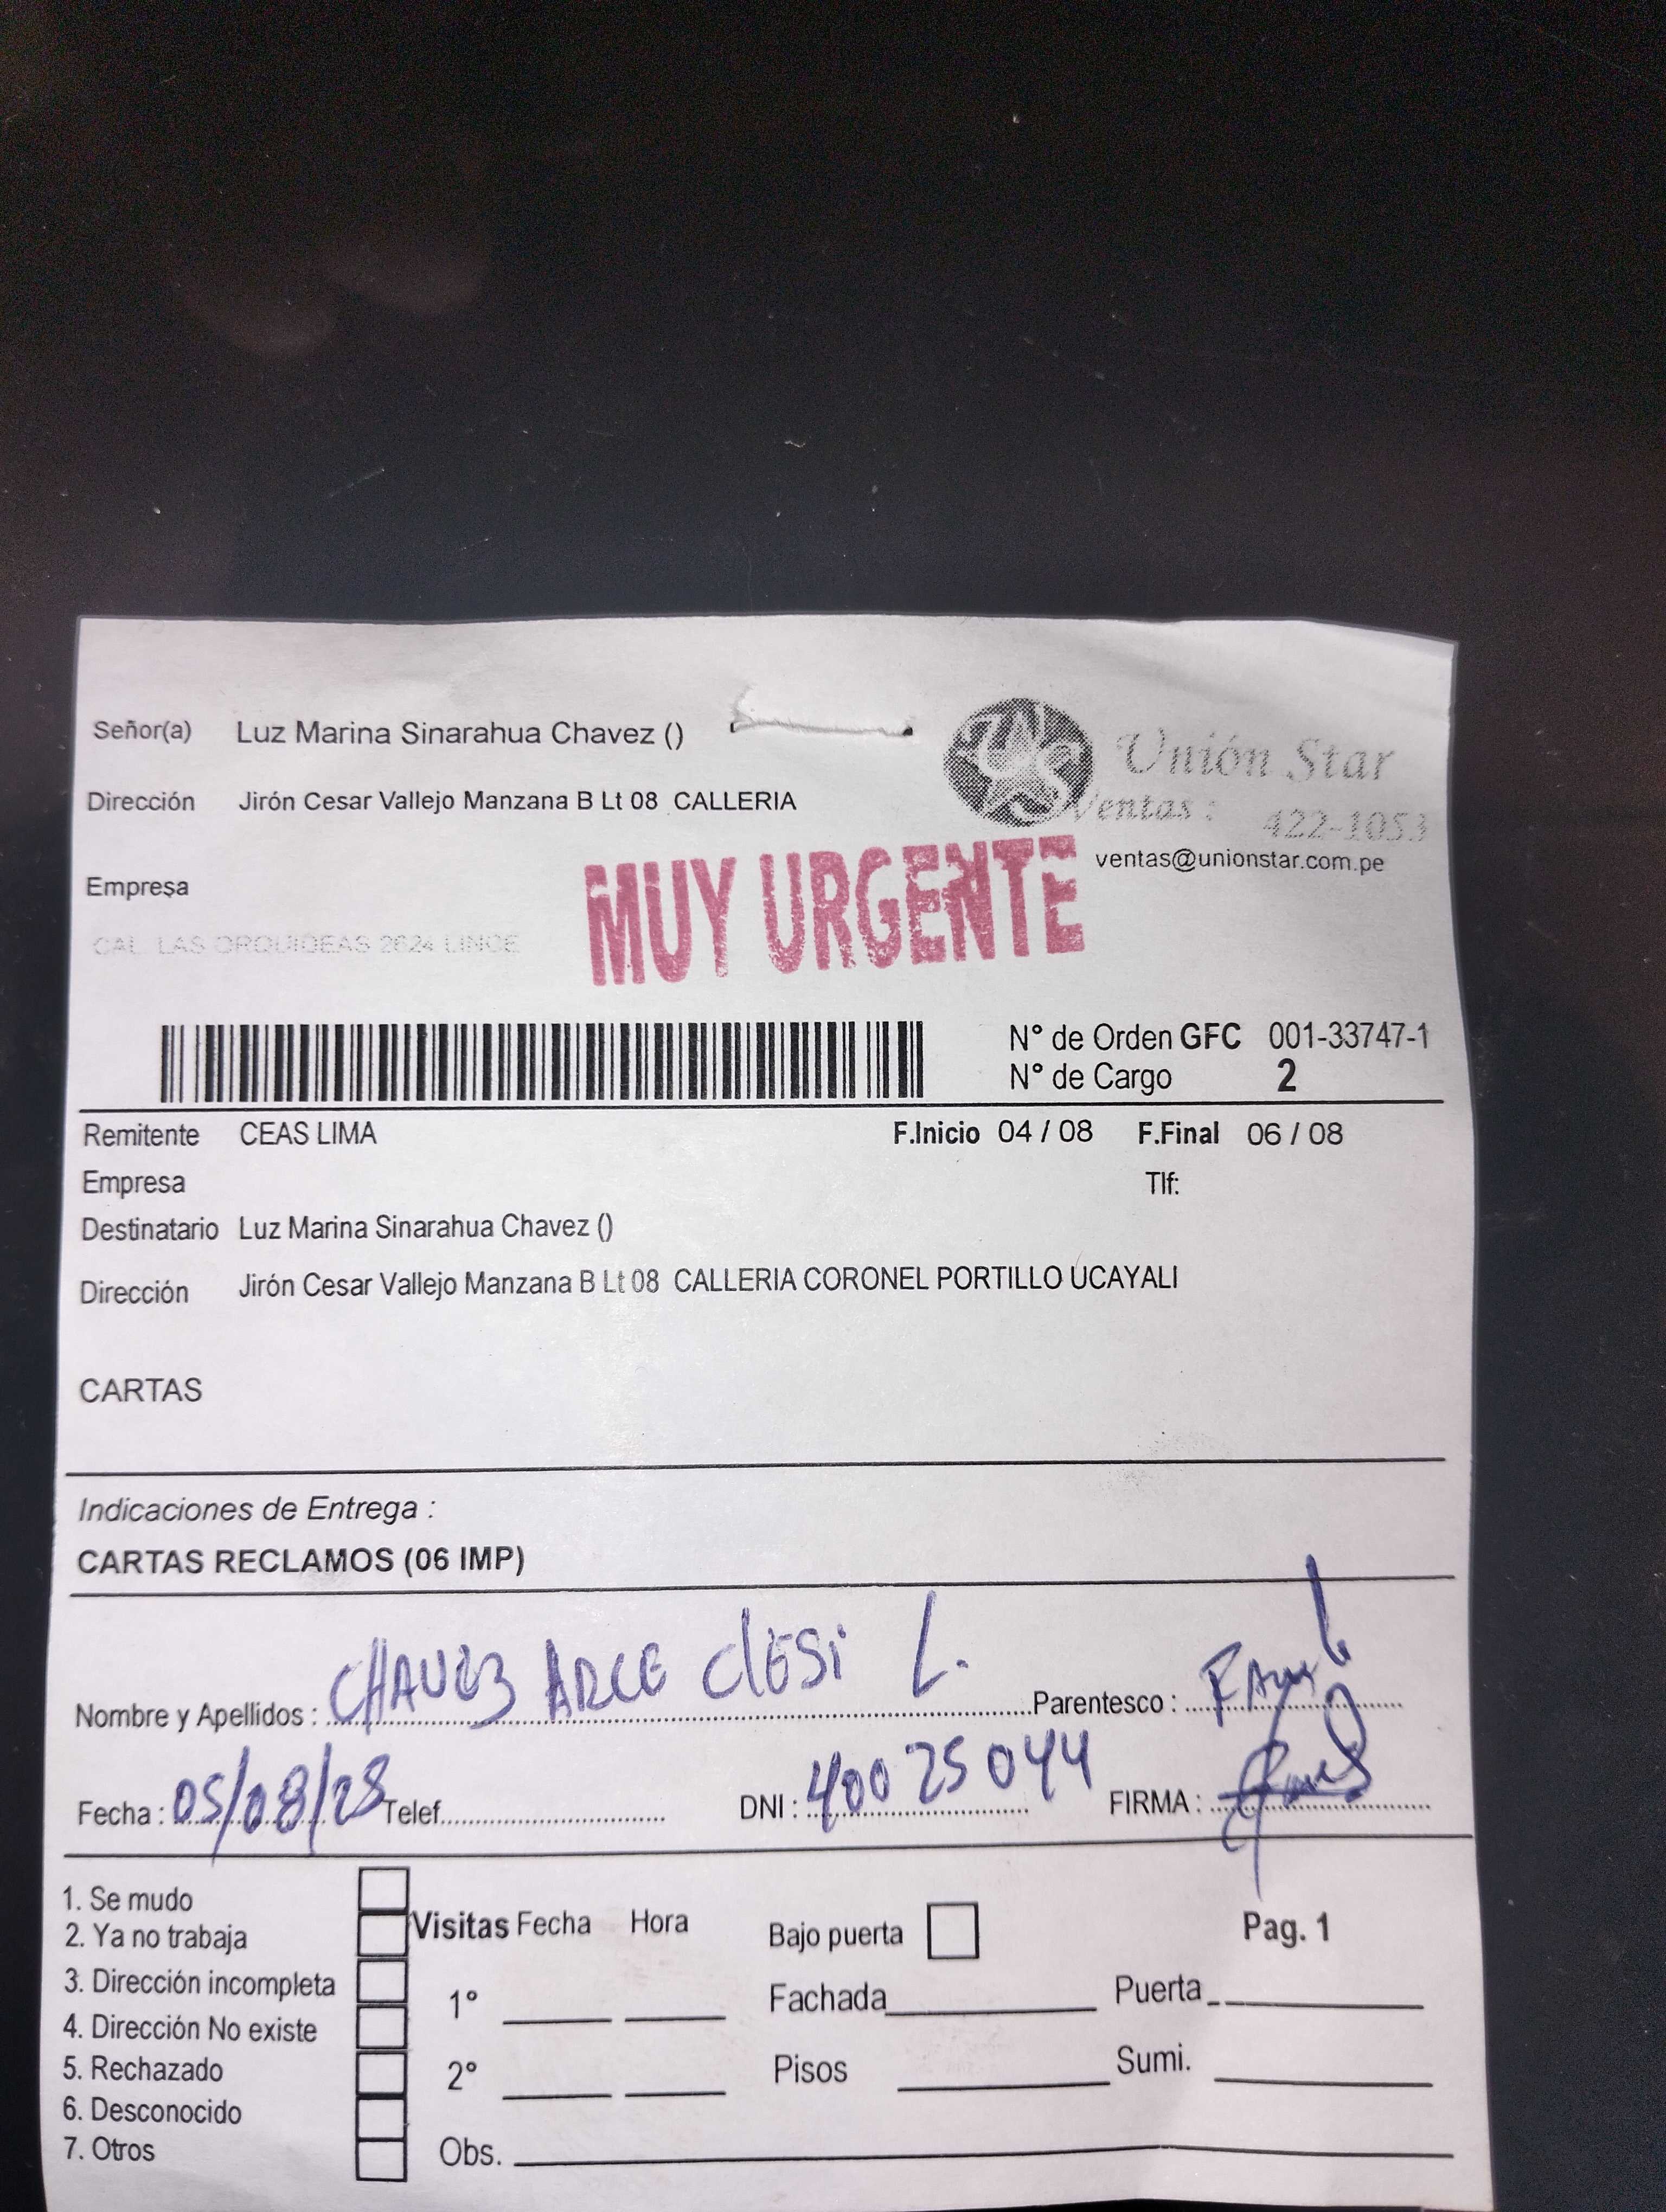 Señor(a) Luz Marina Sinarahua Chavez ()
Unión Star
Dirección Jirón Cesar Vallejo Manzana B Lt 08 CALLERIA
Ventas : 422-1053
ventas@unionstar.com.pe
Empresa
MUY URGENTE
CAL. LAS ORQUIDEAS 2624 LINCE
N° de Orden GFC 001-33747-1
N° de Cargo 2
Remitente CEAS LIMA F.Inicio 04 / 08 F.Final 06 / 08
Empresa Tlf:
Destinatario Luz Marina Sinarahua Chavez ()
Dirección Jirón Cesar Vallejo Manzana B Lt 08 CALLERIA CORONEL PORTILLO UCAYALI
CARTAS
Indicaciones de Entrega :
CARTAS RECLAMOS (06 IMP)
Nombre y Apellidos : CHAVEZ ARCE ClESi L. Parentesco :
Fecha : 05/08/28 Telef. DNI : 40025044 FIRMA :
1. Se mudo
2. Ya no trabaja
3. Dirección incompleta
4. Dirección No existe
5. Rechazado
6. Desconocido
7. Otros
Visitas Fecha Hora Bajo puerta Pag. 1
1° Fachada Puerta
2° Pisos Sumi.
Obs.